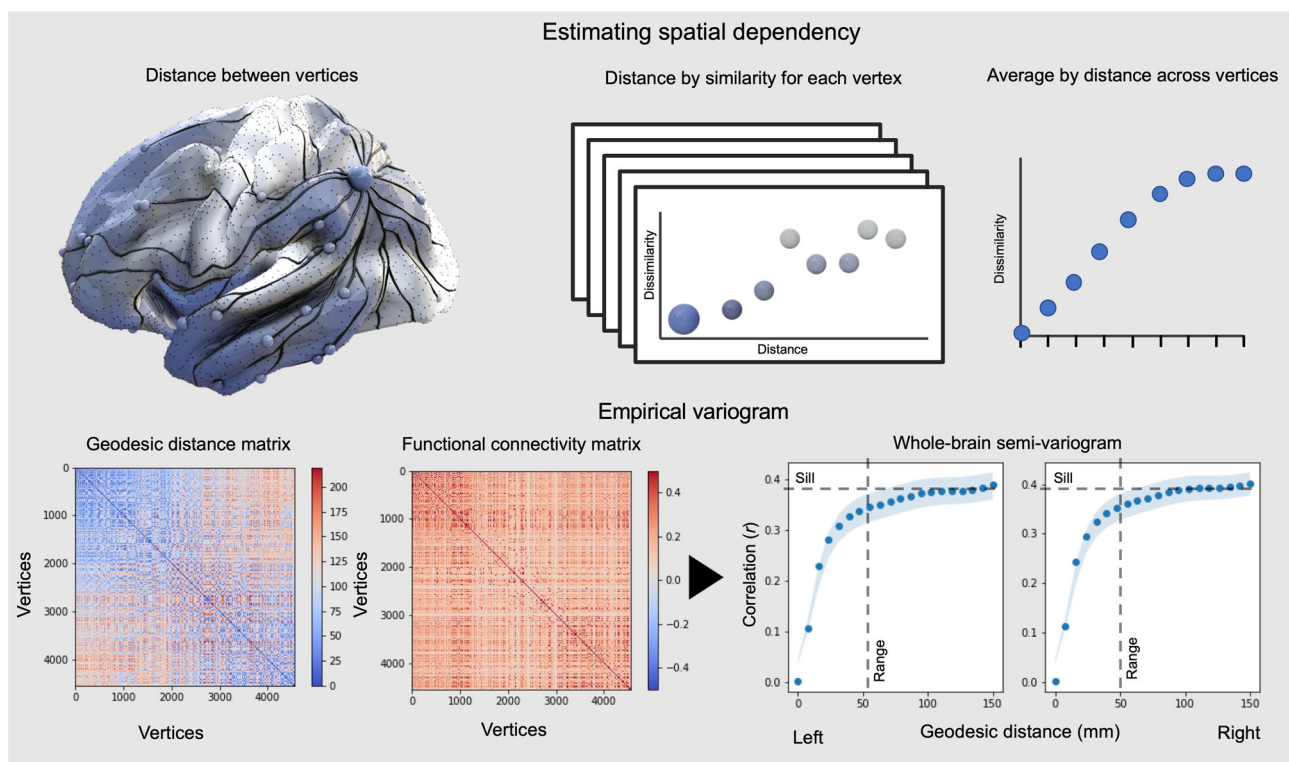 Estimating spatial dependency
Distance between vertices
Distance by similarity for each vertex
Average by distance across vertices
Dissimilarity
Distance
Dissimilarity
Empirical variogram
Geodesic distance matrix
Functional connectivity matrix
Whole-brain semi-variogram
Vertices
0
1000
2000
3000
4000
0
1000
2000
3000
4000
Vertices
200
175
150
125
100
75
50
25
0
Vertices
0
1000
2000
3000
4000
0
1000
2000
3000
4000
Vertices
0.4
0.2
0.0
−0.2
−0.4
Correlation (r)
0.4
0.3
0.2
0.1
0.0
Sill
Range
0
50
100
150
Left
0.4
0.3
0.2
0.1
0.0
Sill
Range
0
50
100
150
Geodesic distance (mm)
Right